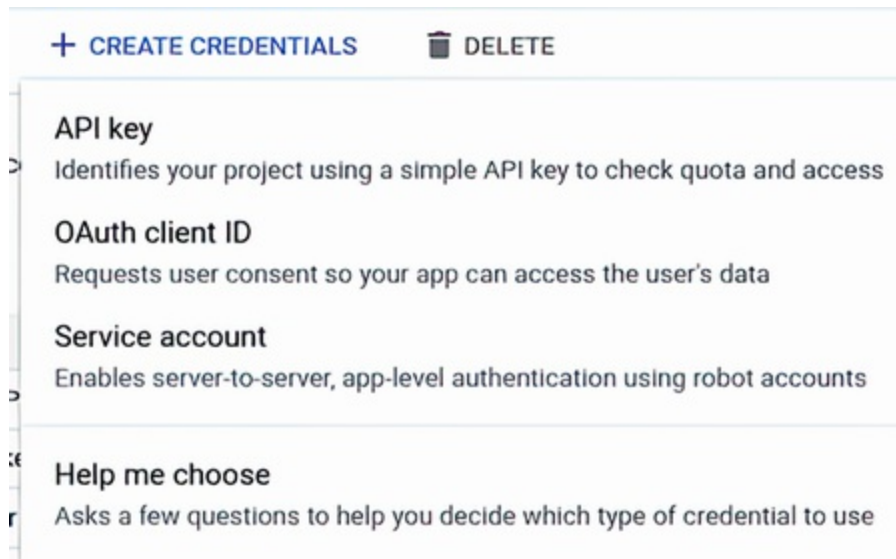 + CREATE CREDENTIALS DELETE
API key
Identifies your project using a simple API key to check quota and access
OAuth client ID
Requests user consent so your app can access the user's data
Service account
Enables server-to-server, app-level authentication using robot accounts
Help me choose
Asks a few questions to help you decide which type of credential to use